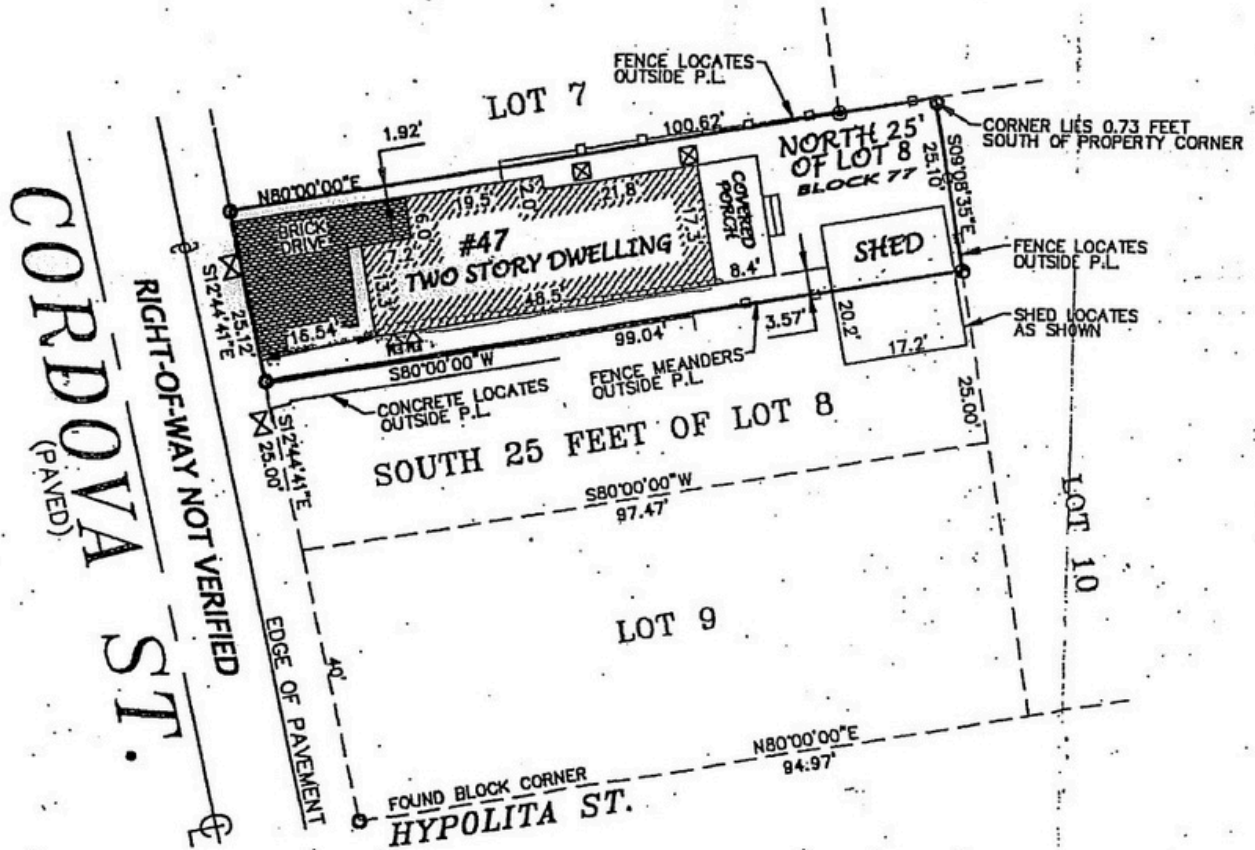 FENCE LOCATES
OUTSIDE P.L.
LOT 7
1.92'
100.62'
NORTH 25'
OF LOT 8
BLOCK 77
CORNER LIES 0.73 FEET
SOUTH OF PROPERTY CORNER
N80°00'00"E
S09°08'35"E
25.10'
BRICK
DRIVE
19.5'
2.0'
21.8'
6.0'
7.2'
13.3'
17.3'
#47
TWO STORY DWELLING
COVERED
PORCH
8.4'
SHED
FENCE LOCATES
OUTSIDE P.L.
SHED LOCATES
AS SHOWN
48.5'
16.54'
S12°44'41"E
25.12'
99.04'
S80°00'00"W
3.57'
20.2'
17.2'
FENCE MEANDERS
OUTSIDE P.L.
CONCRETE LOCATES
OUTSIDE P.L.
S12°44'41"E
25.00'
25.00'
SOUTH 25 FEET OF LOT 8
S80°00'00"W
97.47'
LOT 10
LOT 9
CORDOVA ST.
(PAVED)
RIGHT-OF-WAY NOT VERIFIED
EDGE OF PAVEMENT
40'
N80°00'00"E
94.97'
FOUND BLOCK CORNER
HYPOLITA ST.